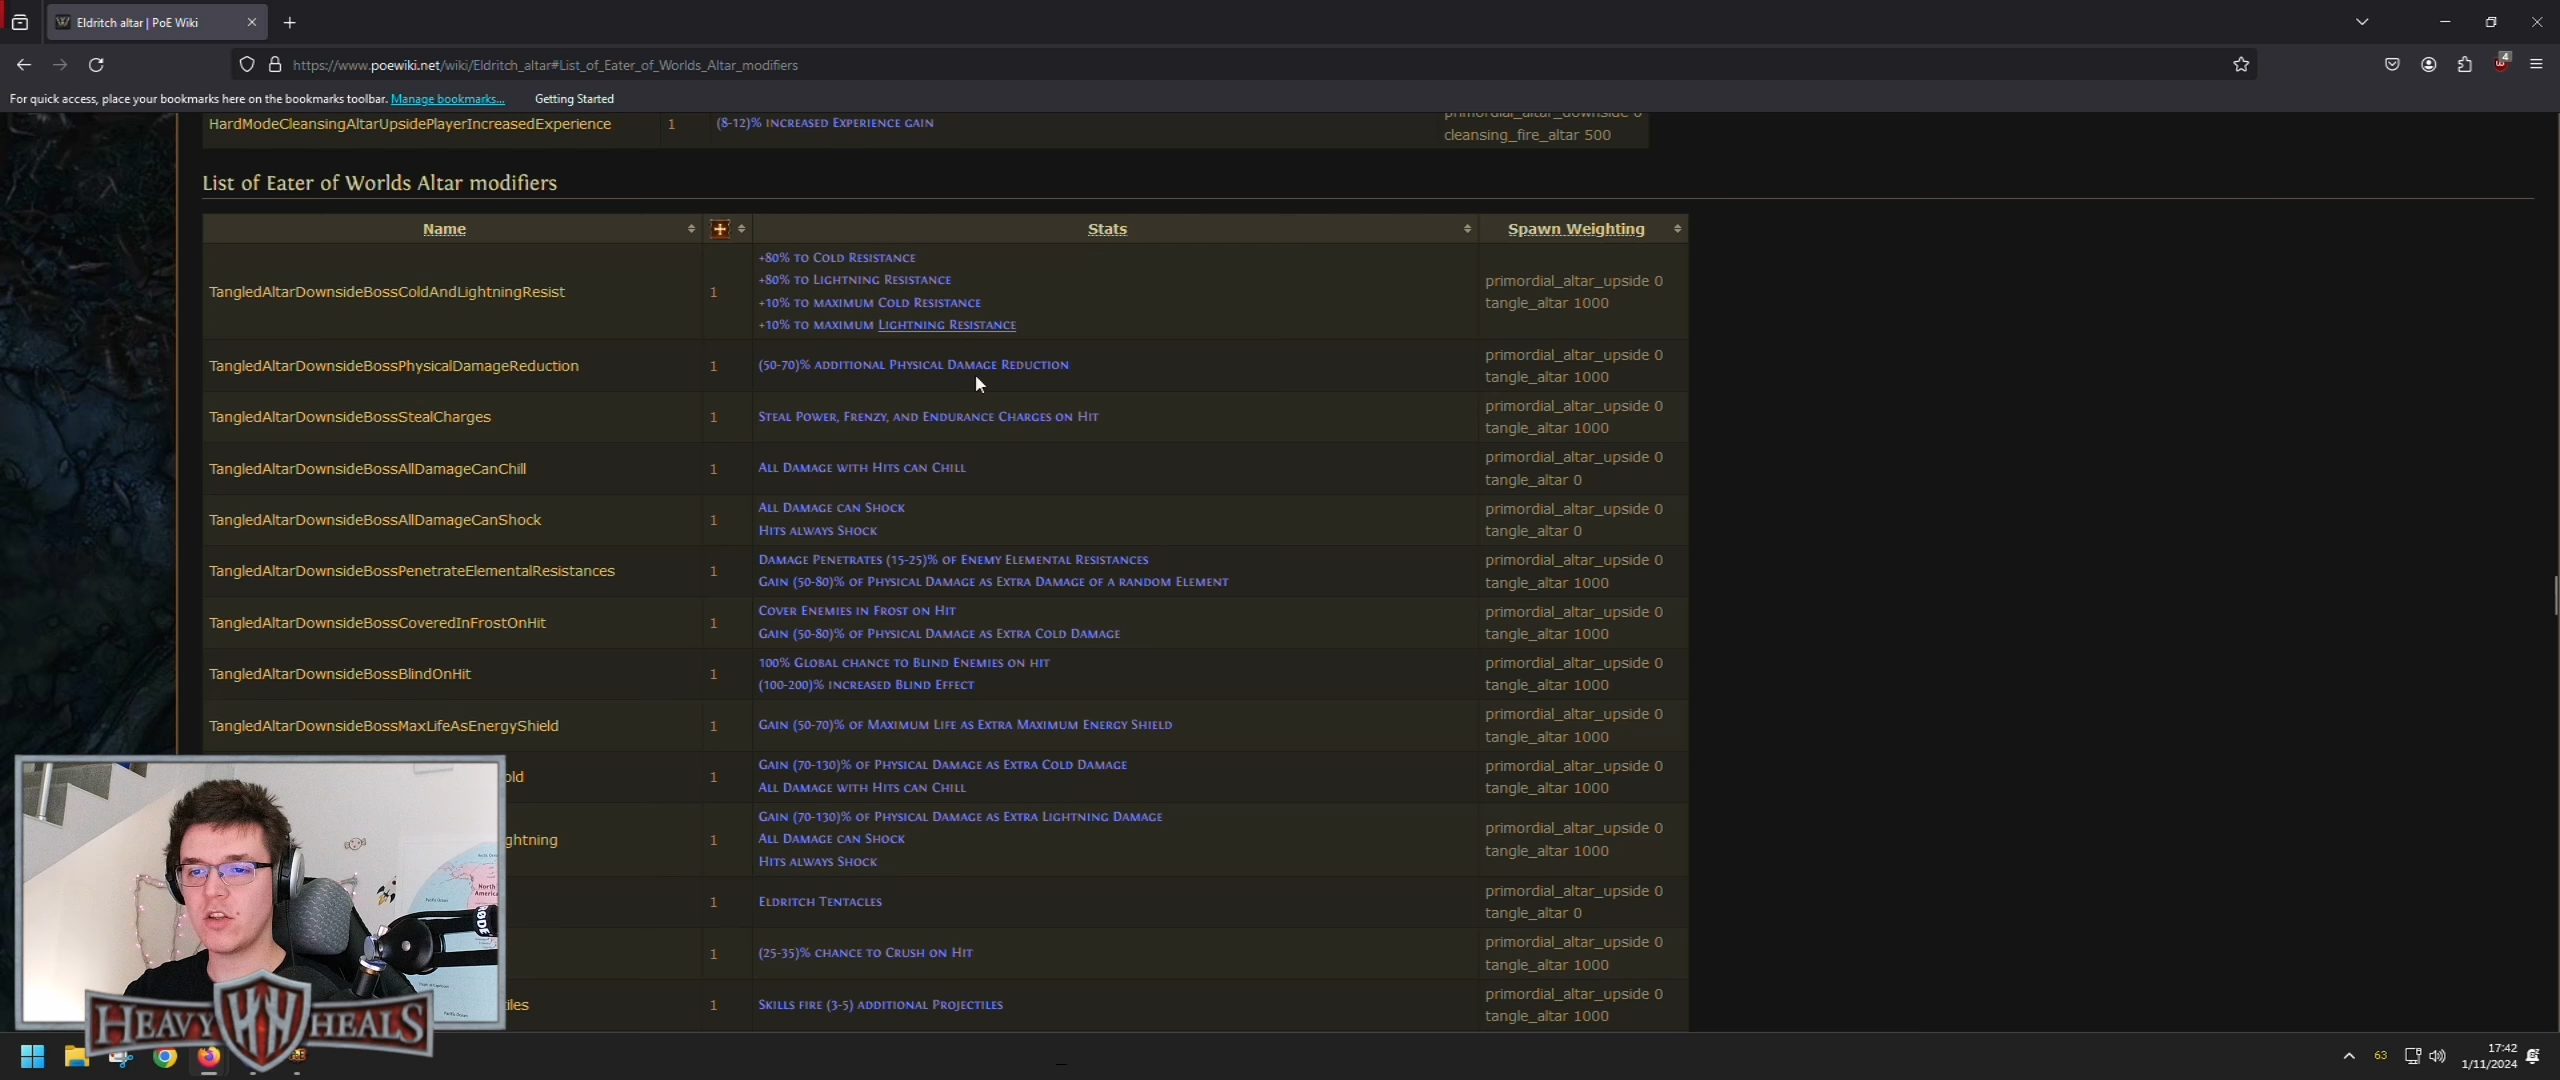 Eldritch altar | PoE Wiki
https://www.poewiki.net/wiki/Eldritch_altar#List_of_Eater_of_Worlds_Altar_modifiers
4
For quick access, place your bookmarks here on the bookmarks toolbar. Manage bookmarks... Getting Started
HardModeCleansingAltarUpsidePlayerIncreasedExperience 1 (8-12)% increased Experience gain primordial_altar_downside 0
cleansing_fire_altar 500
List of Eater of Worlds Altar modifiers
Name Stats Spawn Weighting
TangledAltarDownsideBossColdAndLightningResist 1
+80% to Cold Resistance
+80% to Lightning Resistance
+10% to maximum Cold Resistance
+10% to maximum Lightning Resistance
primordial_altar_upside 0
tangle_altar 1000
TangledAltarDownsideBossPhysicalDamageReduction 1 (50-70)% additional Physical Damage Reduction
primordial_altar_upside 0
tangle_altar 1000
TangledAltarDownsideBossStealCharges 1 Steal Power, Frenzy, and Endurance Charges on Hit
primordial_altar_upside 0
tangle_altar 1000
TangledAltarDownsideBossAllDamageCanChill 1 All Damage with Hits can Chill
primordial_altar_upside 0
tangle_altar 0
TangledAltarDownsideBossAllDamageCanShock 1
All Damage can Shock
Hits always Shock
primordial_altar_upside 0
tangle_altar 0
TangledAltarDownsideBossPenetrateElementalResistances 1
Damage Penetrates (15-25)% of Enemy Elemental Resistances
Gain (50-80)% of Physical Damage as Extra Damage of a random Element
primordial_altar_upside 0
tangle_altar 1000
TangledAltarDownsideBossCoveredInFrostOnHit 1
Cover Enemies in Frost on Hit
Gain (50-80)% of Physical Damage as Extra Cold Damage
primordial_altar_upside 0
tangle_altar 1000
TangledAltarDownsideBossBlindOnHit 1
100% Global chance to Blind Enemies on hit
(100-200)% increased Blind Effect
primordial_altar_upside 0
tangle_altar 1000
TangledAltarDownsideBossMaxLifeAsEnergyShield 1 Gain (50-70)% of Maximum Life as Extra Maximum Energy Shield
primordial_altar_upside 0
tangle_altar 1000
old 1
Gain (70-130)% of Physical Damage as Extra Cold Damage
All Damage with Hits can Chill
primordial_altar_upside 0
tangle_altar 1000
ghtning 1
Gain (70-130)% of Physical Damage as Extra Lightning Damage
All Damage can Shock
Hits always Shock
primordial_altar_upside 0
tangle_altar 1000
1 Eldritch Tentacles
primordial_altar_upside 0
tangle_altar 0
1 (25-35)% chance to Crush on Hit
primordial_altar_upside 0
tangle_altar 1000
iles 1 Skills fire (3-5) additional Projectiles
primordial_altar_upside 0
tangle_altar 1000
North
America
RØDE
HEAVY HH HEALS
63
17:42
1/11/2024